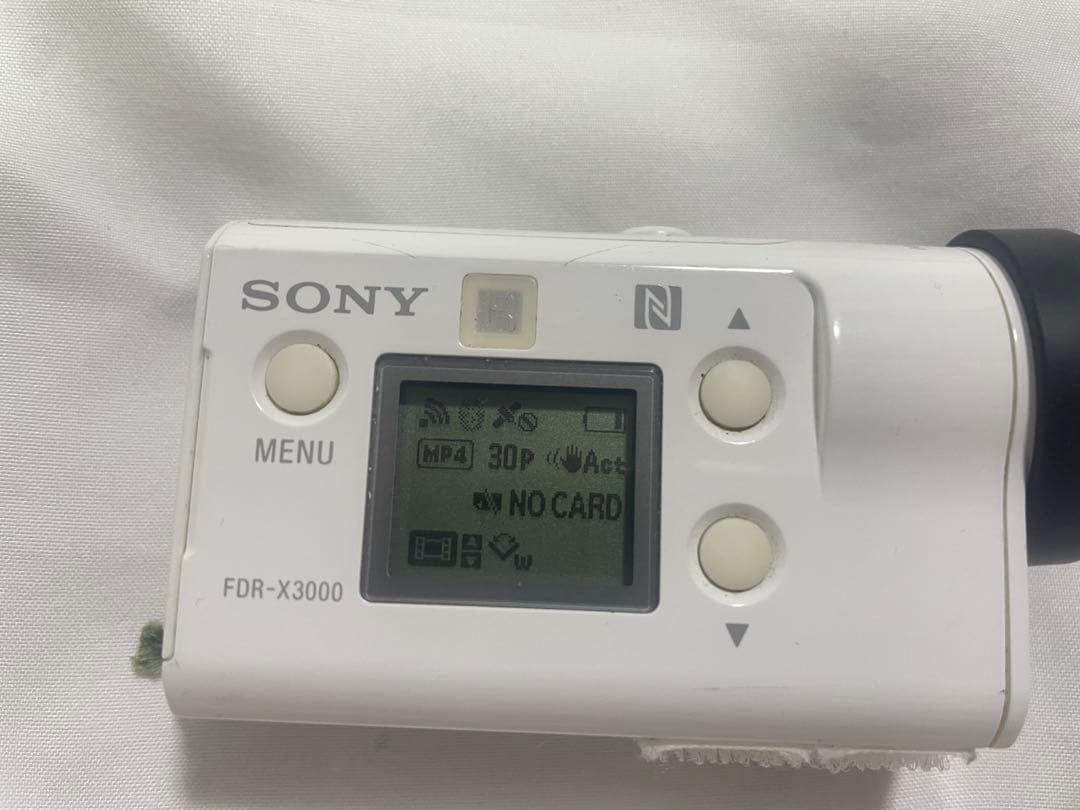 SONY
MENU
MP4 30P Act
NO CARD
W
FDR-X3000